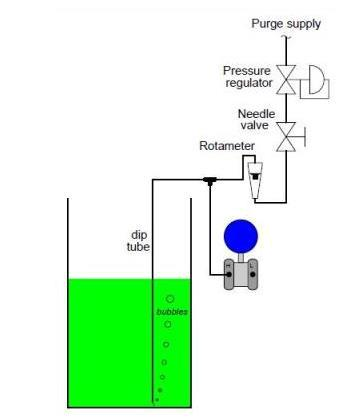 Purge supply
Pressure
regulator
Needle
valve
Rotameter
dip
tube
H
L
bubbles